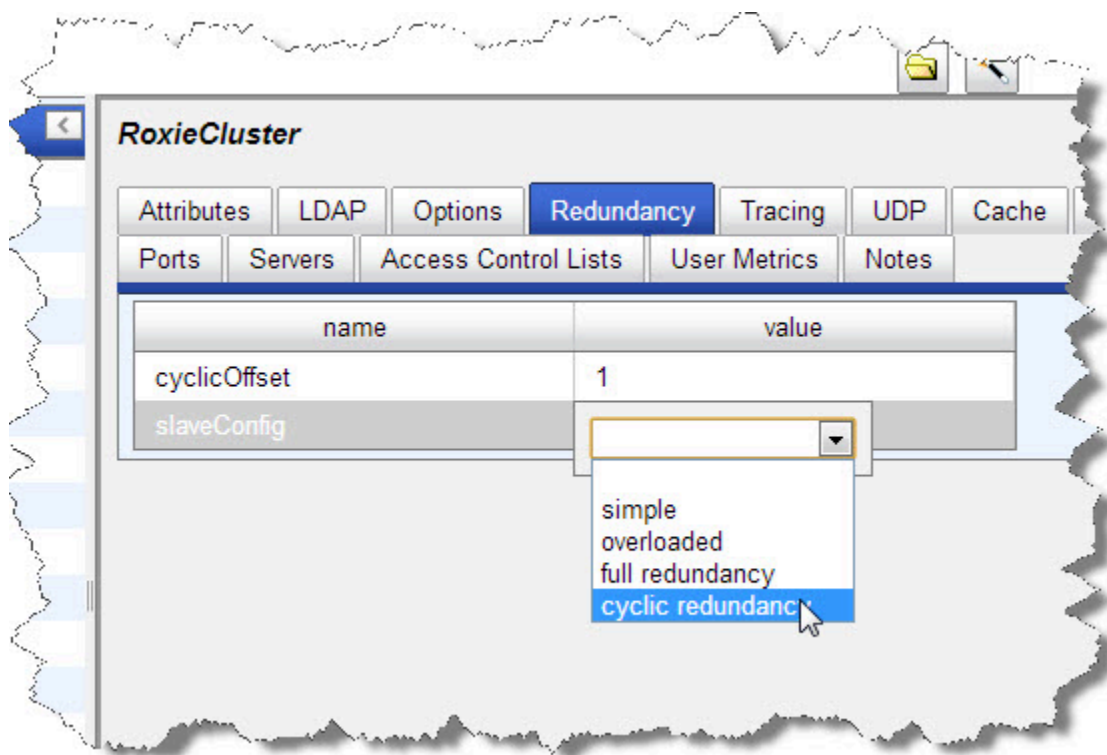 RoxieCluster
Attributes LDAP Options Redundancy Tracing UDP Cache
Ports Servers Access Control Lists User Metrics Notes
name value
cyclicOffset 1
slaveConfig
simple
overloaded
full redundancy
cyclic redundancy